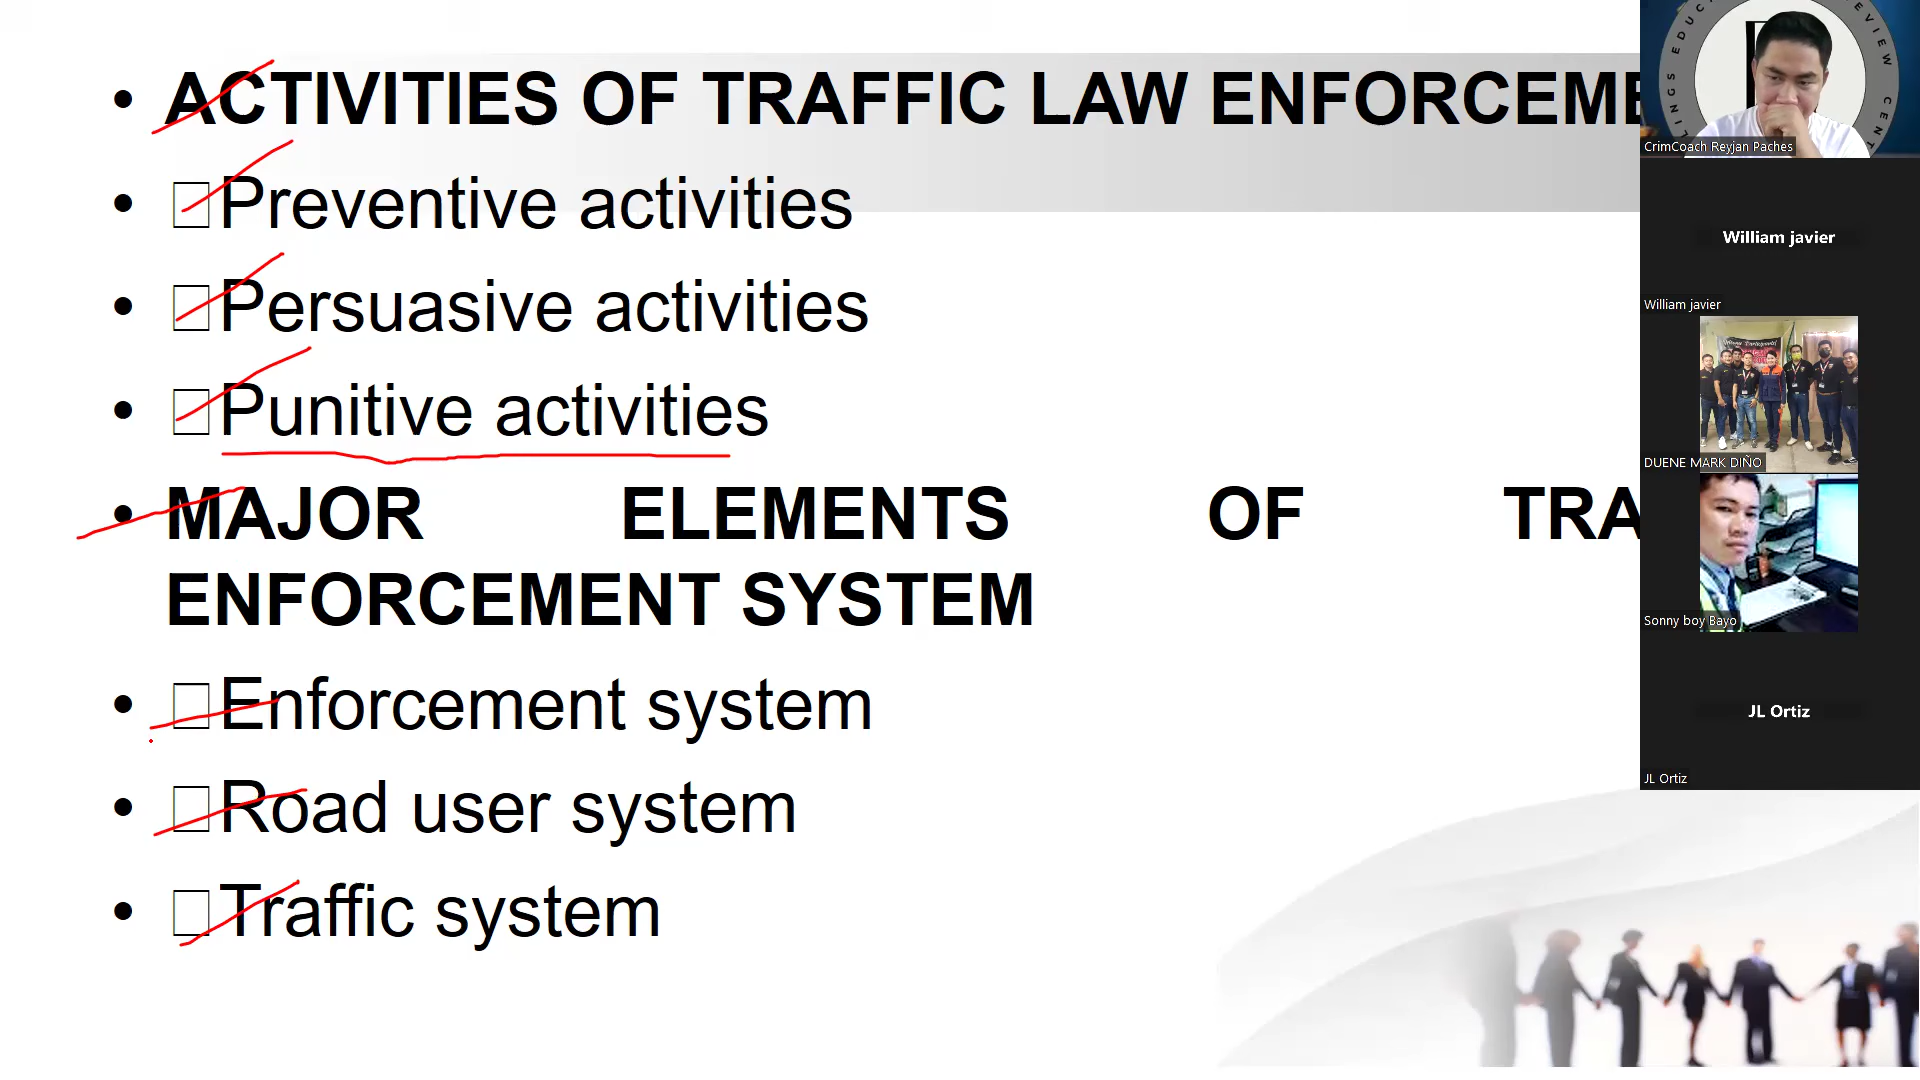 • ACTIVITIES OF TRAFFIC LAW ENFORCEME
• Preventive activities
• Persuasive activities
• Punitive activities
• MAJOR ELEMENTS OF TRA
ENFORCEMENT SYSTEM
• Enforcement system
• Road user system
• Traffic system
CrimCoach Reyjan Paches
William javier
William javier
DUENE MARK DIÑO
Sonny boy Bayo
JL Ortiz
JL Ortiz